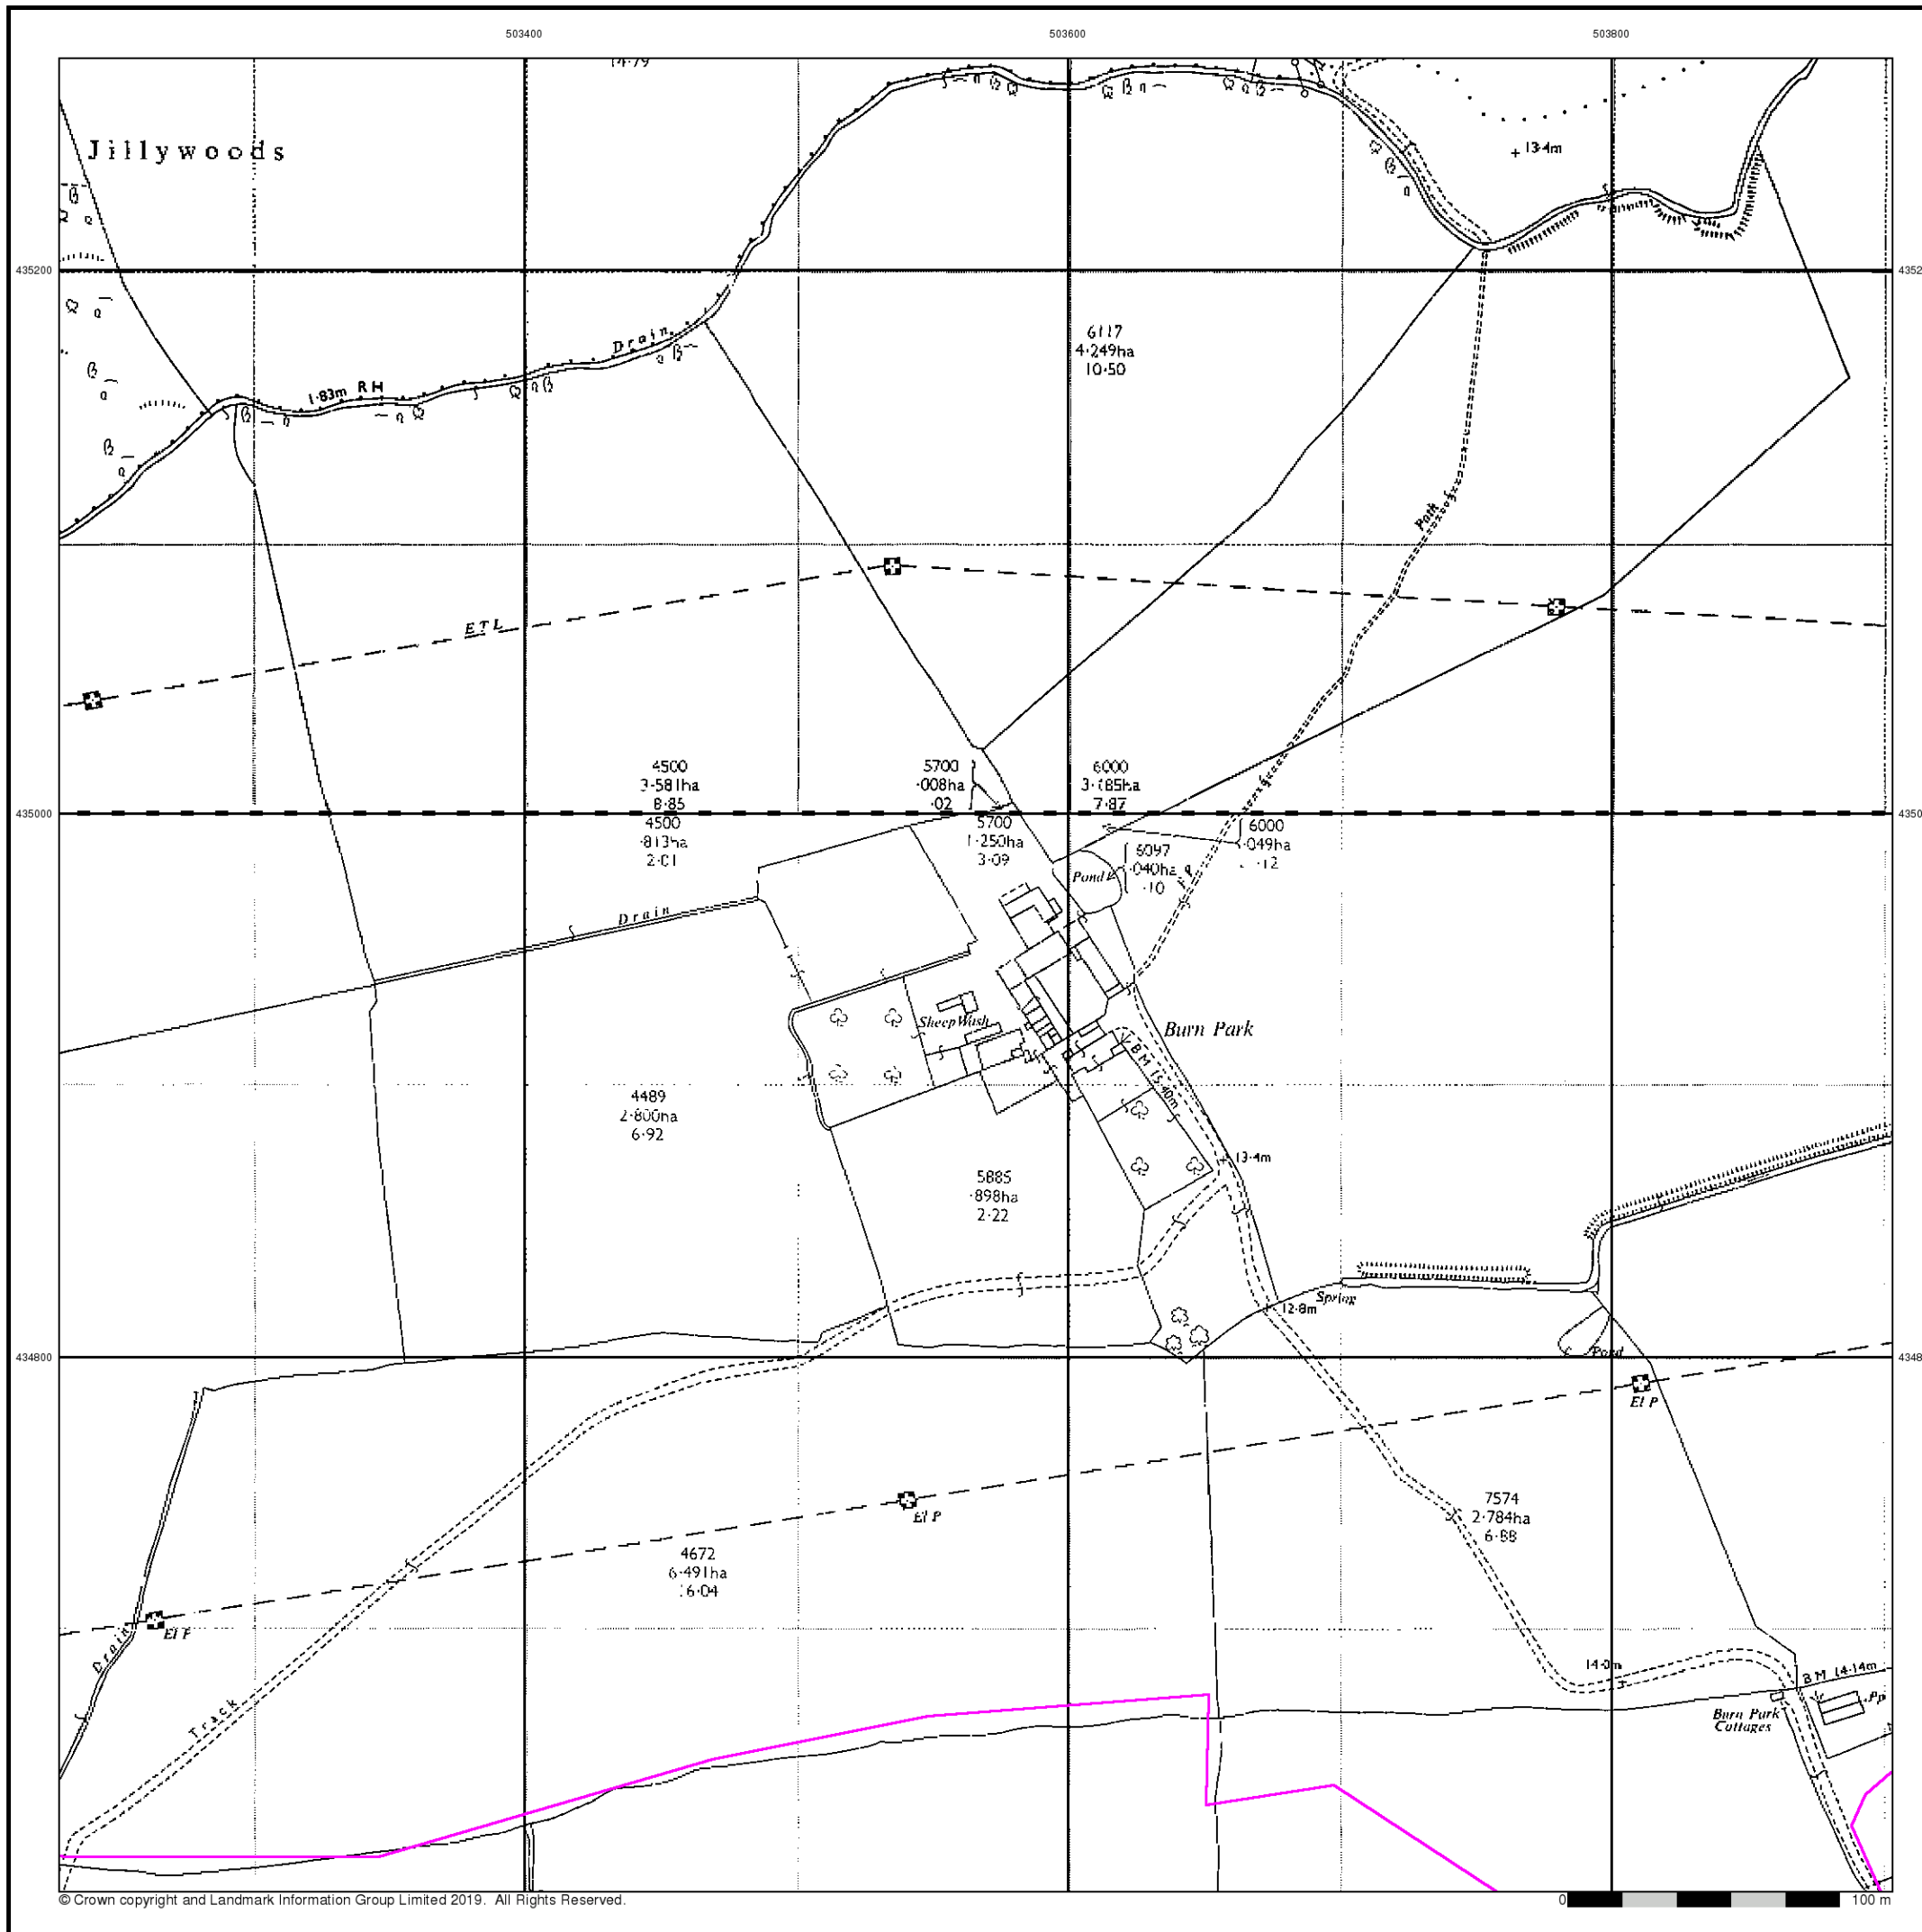 503400
503600
503800
14·79
Jillywoods
13·4m
435200
Drain
6117
4·249ha
10·50
1·83m RH
Path
ETL
4500
3·581ha
8·85
5700
·008ha
·02
6000
3·185ha
7·87
435000
4500
·813ha
2·01
5700
1·250ha
3·09
6000
·049ha
·12
6097
·040ha
·10
Pond
Drain
Sheep Wash
Burn Park
BM 15·40m
4489
2·800ha
6·92
13·4m
5885
·898ha
2·22
Spring
12·8m
Pond
434800
El P
El P
7574
2·784ha
6·88
4672
6·491ha
16·04
El P
Drain
14·0m
BM 14·14m
Track
Pp
Burn Park
Cottages
© Crown copyright and Landmark Information Group Limited 2019. All Rights Reserved.
0 100 m